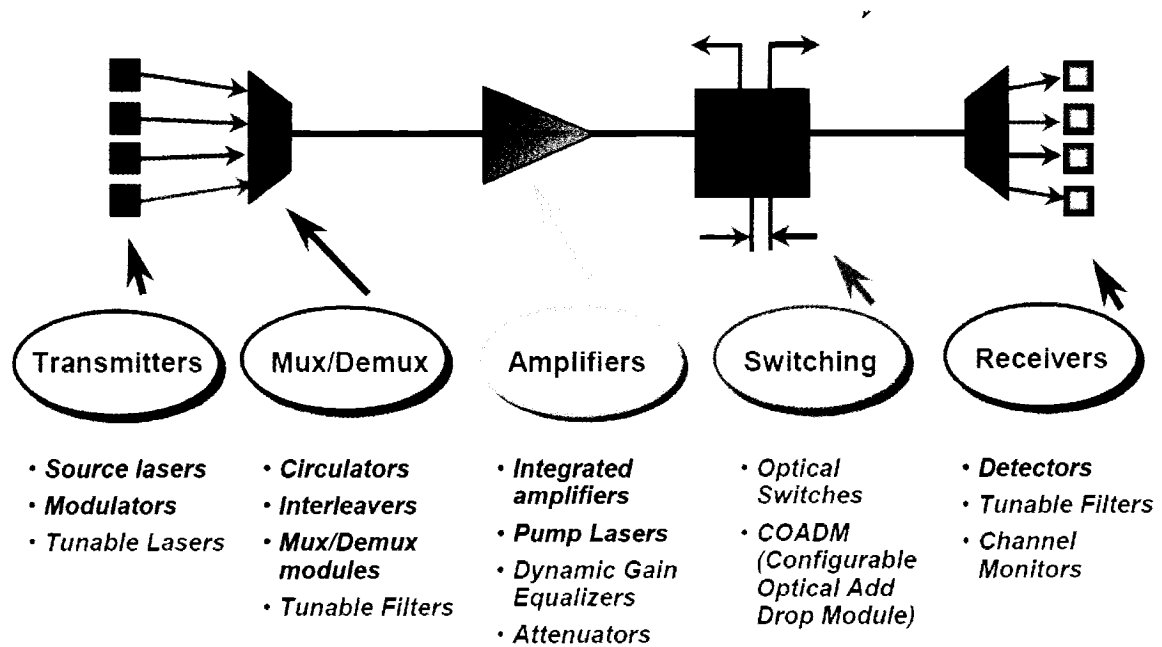 Transmitters
Mux/Demux
Amplifiers
Switching
Receivers
• Source lasers
• Modulators
• Tunable Lasers
• Circulators
• Interleavers
• Mux/Demux
modules
• Tunable Filters
• Integrated
amplifiers
• Pump Lasers
• Dynamic Gain
Equalizers
• Attenuators
• Optical
Switches
• COADM
(Configurable
Optical Add
Drop Module)
• Detectors
• Tunable Filters
• Channel
Monitors